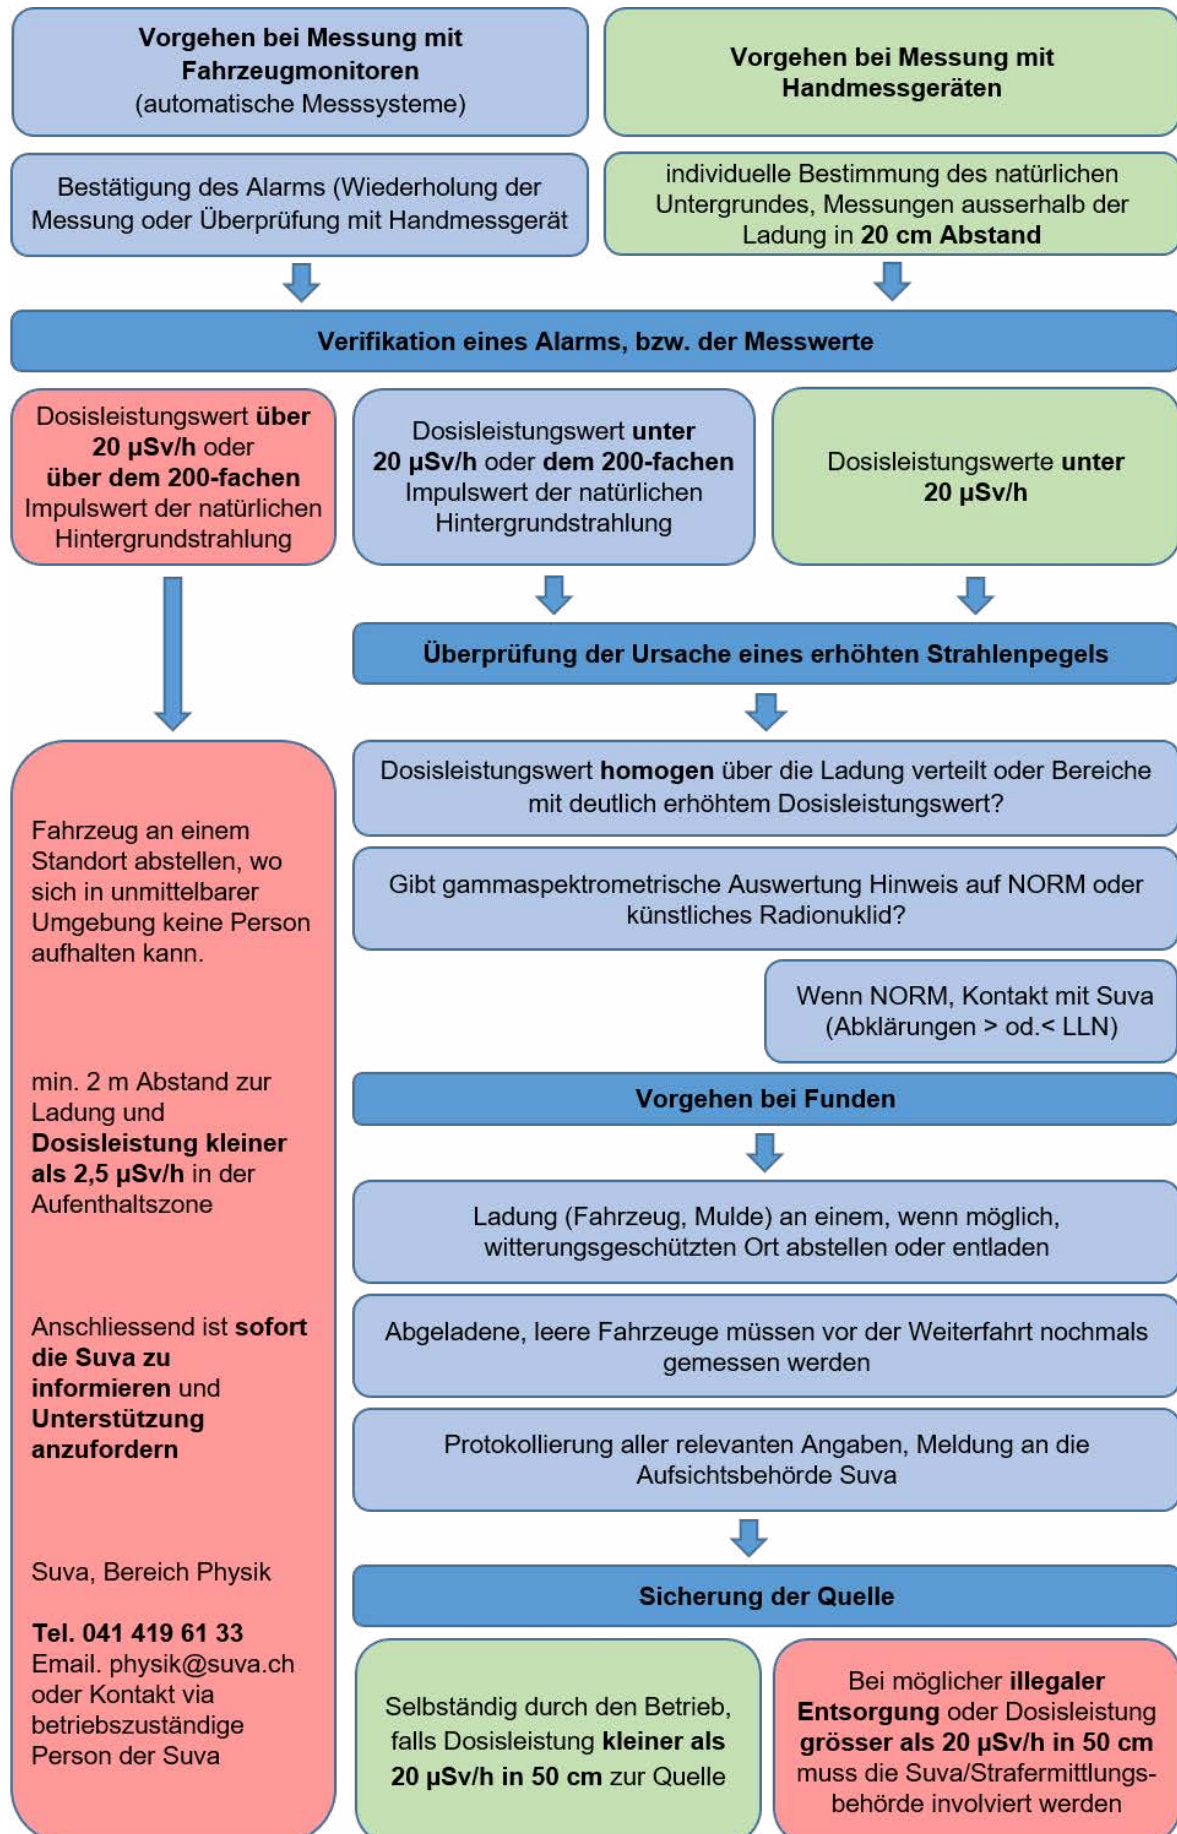 Vorgehen bei Messung mit
Fahrzeugmonitoren
(automatische Messsysteme)
Vorgehen bei Messung mit
Handmessgeräten
Bestätigung des Alarms (Wiederholung der
Messung oder Überprüfung mit Handmessgerät
individuelle Bestimmung des natürlichen
Untergrundes, Messungen ausserhalb der
Ladung in 20 cm Abstand
Verifikation eines Alarms, bzw. der Messwerte
Dosisleistungswert über
20 µSv/h oder
über dem 200-fachen
Impulswert der natürlichen
Hintergrundstrahlung
Dosisleistungswert unter
20 µSv/h oder dem 200-fachen
Impulswert der natürlichen
Hintergrundstrahlung
Dosisleistungswerte unter
20 µSv/h
Überprüfung der Ursache eines erhöhten Strahlenpegels
Dosisleistungswert homogen über die Ladung verteilt oder Bereiche
mit deutlich erhöhtem Dosisleistungswert?
Gibt gammaspektrometrische Auswertung Hinweis auf NORM oder
künstliches Radionuklid?
Wenn NORM, Kontakt mit Suva
(Abklärungen > od.< LLN)
Vorgehen bei Funden
Ladung (Fahrzeug, Mulde) an einem, wenn möglich,
witterungsgeschützten Ort abstellen oder entladen
Abgeladene, leere Fahrzeuge müssen vor der Weiterfahrt nochmals
gemessen werden
Protokollierung aller relevanten Angaben, Meldung an die
Aufsichtsbehörde Suva
Sicherung der Quelle
Selbständig durch den Betrieb,
falls Dosisleistung kleiner als
20 µSv/h in 50 cm zur Quelle
Bei möglicher illegaler
Entsorgung oder Dosisleistung
grösser als 20 µSv/h in 50 cm
muss die Suva/Strafermittlungs-
behörde involviert werden
Fahrzeug an einem
Standort abstellen, wo
sich in unmittelbarer
Umgebung keine Person
aufhalten kann.
min. 2 m Abstand zur
Ladung und
Dosisleistung kleiner
als 2,5 µSv/h in der
Aufenthaltszone
Anschliessend ist sofort
die Suva zu
informieren und
Unterstützung
anzufordern
Suva, Bereich Physik
Tel. 041 419 61 33
Email. physik@suva.ch
oder Kontakt via
betriebszuständige
Person der Suva